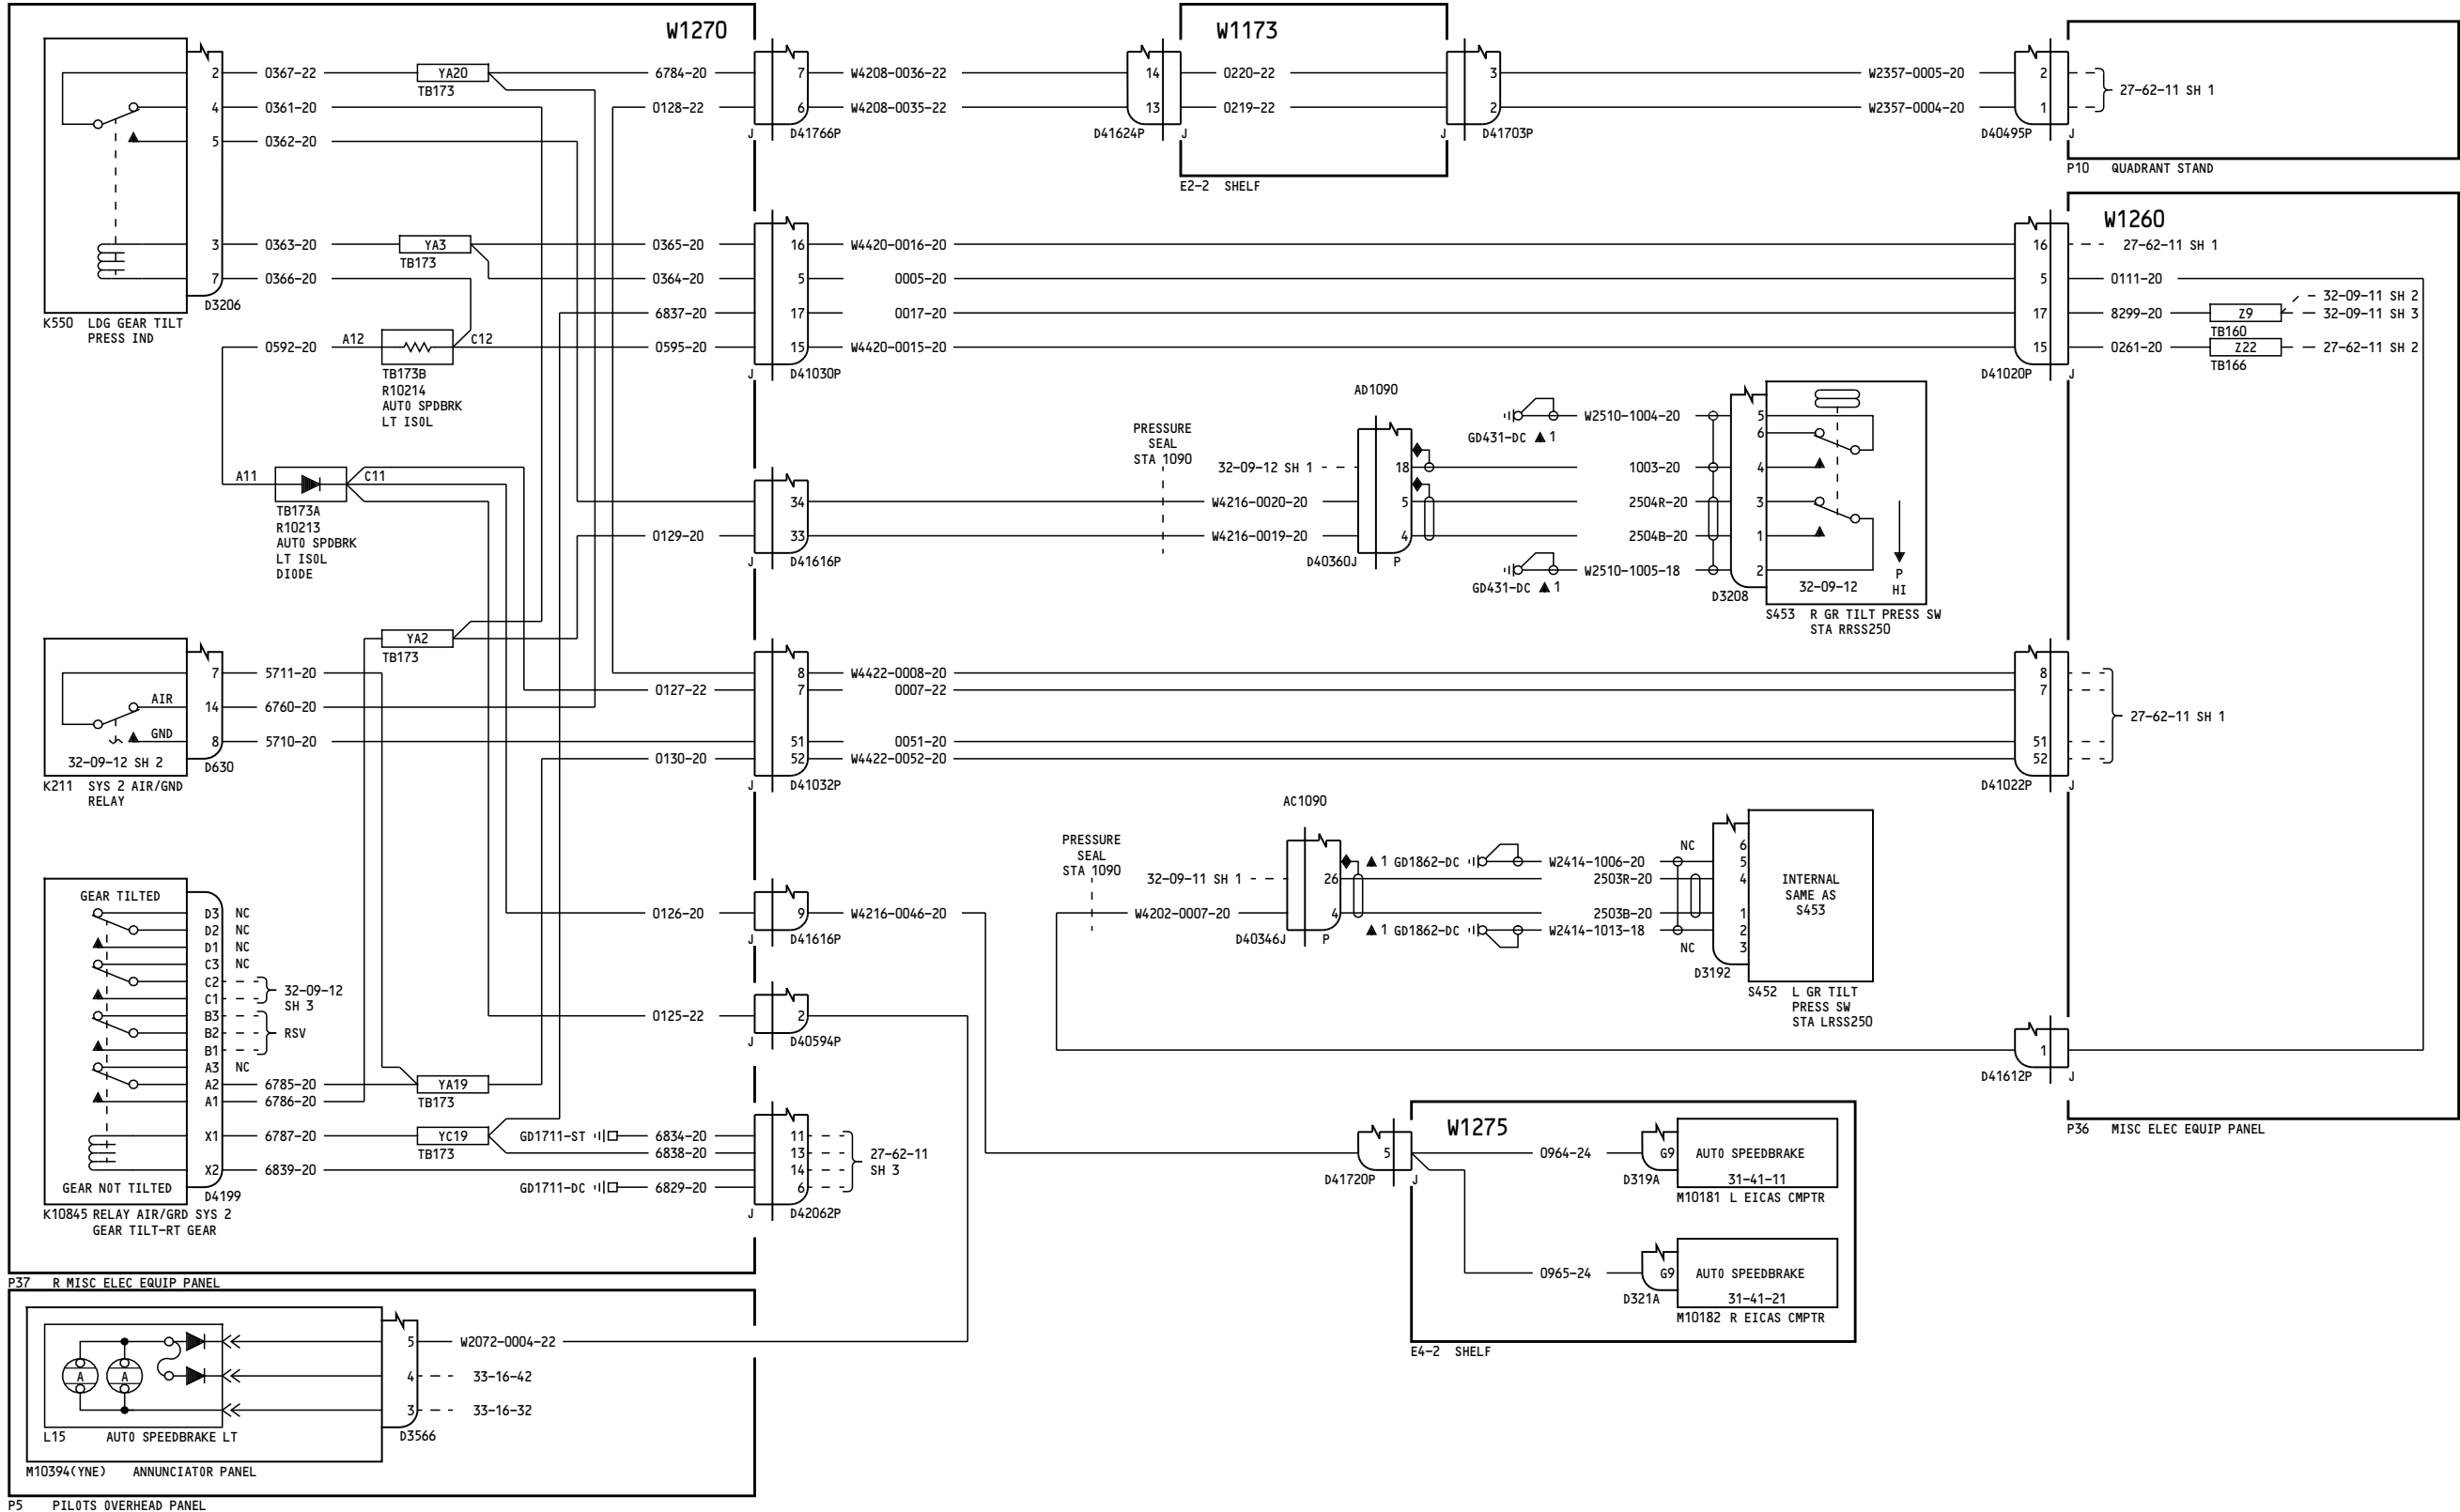 W1270
W1173
2 0367-22 YA20 6784-20 7 W4208-0036-22 14 0220-22 3 W2357-0005-20 2
TB173
27-62-11 SH 1
4 0361-20 0128-22 6 W4208-0035-22 13 0219-22 2 W2357-0004-20 1
J D41766P D41624P J J D41703P D40495P J
5 0362-20
P10 QUADRANT STAND
E2-2 SHELF
W1260
3 0363-20 YA3 0365-20 16 W4420-0016-20 16 27-62-11 SH 1
TB173
7 0366-20 0364-20 5 0005-20 5 0111-20
D3206
32-09-11 SH 2
6837-20 17 0017-20 17 8299-20 Z9 32-09-11 SH 3
TB160
K550 LDG GEAR TILT
PRESS IND
0592-20 A12 C12 0595-20 15 W4420-0015-20 15 0261-20 Z22 27-62-11 SH 2
TB166
TB173B J D41030P D41020P J
R10214
AUTO SPDBRK
LT ISOL
AD1090
PRESSURE
SEAL
STA 1090
GD431-DC 1 W2510-1004-20 5
6
32-09-12 SH 1 18 1003-20 4
A11 C11
TB173A
R10213
AUTO SPDBRK
LT ISOL
DIODE
34 W4216-0020-20 5 2504R-20 3
0129-20 33 W4216-0019-20 4 2504B-20 1
J D41616P D40360J P
GD431-DC 1 W2510-1005-18 2
P
HI
32-09-12
D3208
S453 R GR TILT PRESS SW
STA RRSS250
YA2
TB173
7 5711-20 8 W4422-0008-20 8
0127-22 7 0007-22 7
AIR 14 6760-20
27-62-11 SH 1
GND 8 5710-20 51 0051-20 51
0130-20 52 W4422-0052-20 52
32-09-12 SH 2
D630
K211 SYS 2 AIR/GND
RELAY
J D41032P D41022P J
AC1090
PRESSURE
SEAL
STA 1090
NC 6
1 GD1862-DC W2414-1006-20 5
32-09-11 SH 1 26 2503R-20 4
W4202-0007-20 4 2503B-20 1
1 GD1862-DC W2414-1013-18 2
NC 3
D40346J P
D3192
INTERNAL
SAME AS
S453
S452 L GR TILT
PRESS SW
STA LRSS250
GEAR TILTED
D3 NC 0126-20 9 W4216-0046-20
D2 NC
J D41616P
D1 NC
C3 NC
C2
32-09-12
SH 3
C1
B3 0125-22 2
B2 RSV
J D40594P
B1
1
D41612P J
A3 NC
A2 6785-20 YA19
TB173
A1 6786-20
X1 6787-20 YC19 GD1711-ST 6834-20 11
TB173
6838-20 13
27-62-11
SH 3
X2 6839-20 14
GEAR NOT TILTED
GD1711-DC 6829-20 6
D4199
J D42062P
K10845 RELAY AIR/GRD SYS 2
GEAR TILT-RT GEAR
P36 MISC ELEC EQUIP PANEL
W1275
5 0964-24 G9 AUTO SPEEDBRAKE
31-41-11
D41720P J D319A
M10181 L EICAS CMPTR
0965-24 G9 AUTO SPEEDBRAKE
31-41-21
D321A
M10182 R EICAS CMPTR
E4-2 SHELF
P37 R MISC ELEC EQUIP PANEL
5 W2072-0004-22
A A 4 33-16-42
3 33-16-32
L15 AUTO SPEEDBRAKE LT
D3566
M10394(YNE) ANNUNCIATOR PANEL
P5 PILOTS OVERHEAD PANEL